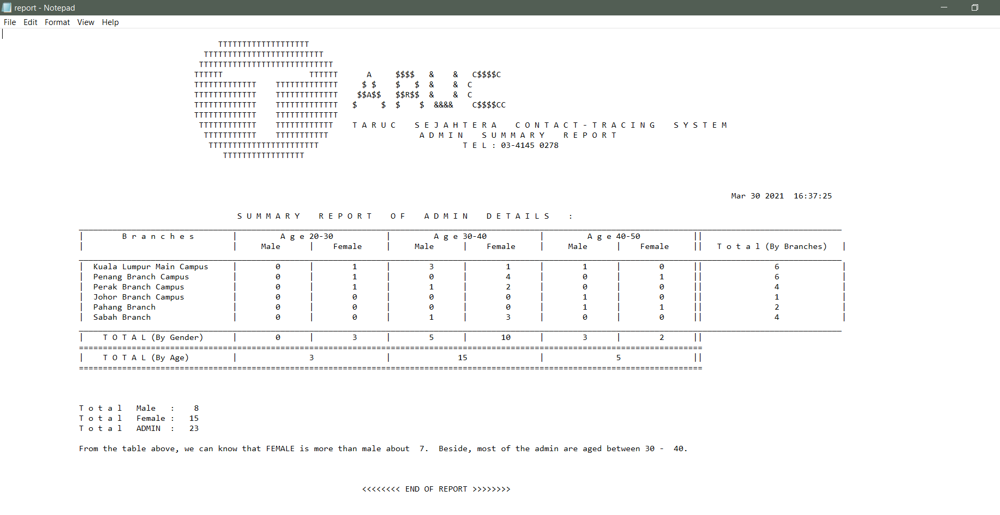 report - Notepad
File Edit Format View Help
TTTTTTTTTTTTTTTTTTT
TTTTTTTTTTTTTTTTTTTTTTTTT
TTTTTTTTTTTTTTTTTTTTTTTTTTTT
TTTTTT                  TTTTTT      A     $$$$   &    &   C$$$$C
TTTTTTTTTTTTT    TTTTTTTTTTTTT     $ $    $   $  &    &  C
TTTTTTTTTTTTT    TTTTTTTTTTTTT    $$A$$   $$R$$  &    &  C
TTTTTTTTTTTTT    TTTTTTTTTTTTT   $     $  $    $  &&&&    C$$$$CC
TTTTTTTTTTTTT    TTTTTTTTTTTTT
TTTTTTTTTTTT    TTTTTTTTTTTT    T A R U C    S E J A H T E R A    C O N T A C T - T R A C I N G    S Y S T E M
TTTTTTTTTTT    TTTTTTTTTTT                   A D M I N    S U M M A R Y    R E P O R T
TTTTTTTTTTTTTTTTTTTTTTT                              T E L : 03-4145 0278
TTTTTTTTTTTTTTTTT
Mar 30 2021  16:37:25
S U M M A R Y    R E P O R T    O F    A D M I N    D E T A I L S    :
| B r a n c h e s | A g e 20-30 | A g e 30-40 | A g e 40-50 ||
| | Male | Female | Male | Female | Male | Female || T o t a l (By Branches) |
| Kuala Lumpur Main Campus | 0 | 1 | 3 | 1 | 1 | 0 || 6 |
| Penang Branch Campus | 0 | 1 | 0 | 4 | 0 | 1 || 6 |
| Perak Branch Campus | 0 | 1 | 1 | 2 | 0 | 0 || 4 |
| Johor Branch Campus | 0 | 0 | 0 | 0 | 1 | 0 || 1 |
| Pahang Branch | 0 | 0 | 0 | 0 | 1 | 1 || 2 |
| Sabah Branch | 0 | 0 | 1 | 3 | 0 | 0 || 4 |
| T O T A L (By Gender) | 0 | 3 | 5 | 10 | 3 | 2 ||
| T O T A L (By Age) | 3 | 15 | 5 ||
T o t a l   Male   :    8
T o t a l   Female :   15
T o t a l   ADMIN  :   23
From the table above, we can know that FEMALE is more than male about  7.  Beside, most of the admin are aged between 30 -  40.
<<<<<<<< END OF REPORT >>>>>>>>